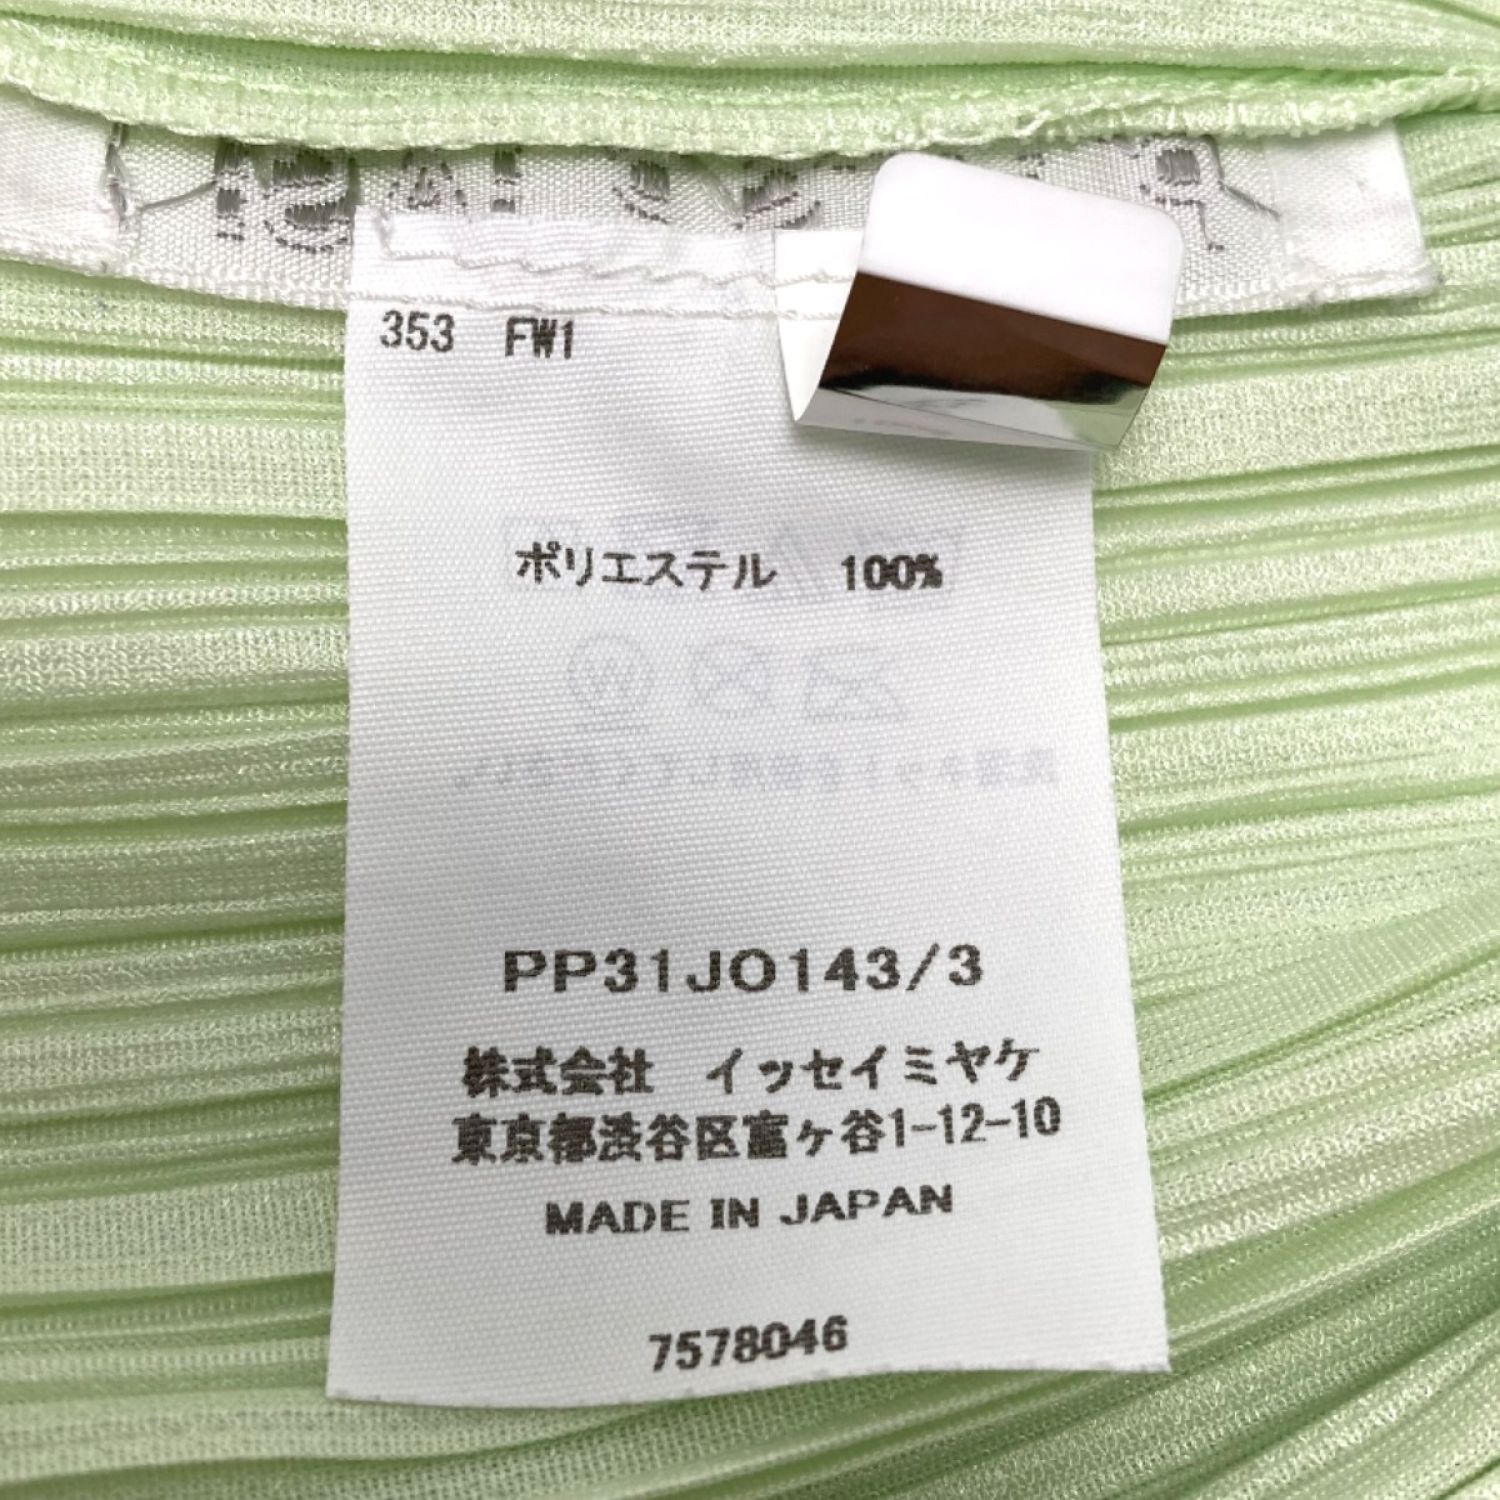 353 FW1
ポリエステル 100%
PP31JO143/3
株式会社 イッセイミヤケ
東京都渋谷区富ヶ谷1-12-10
MADE IN JAPAN
7578046